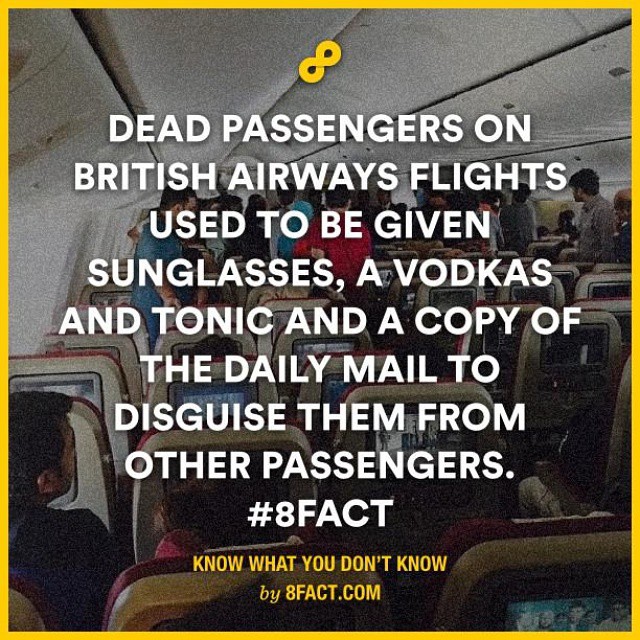 DEAD PASSENGERS ON
BRITISH AIRWAYS FLIGHTS
USED TO BE GIVEN
SUNGLASSES, A VODKAS
AND TONIC AND A COPY OF
THE DAILY MAIL TO
DISGUISE THEM FROM
OTHER PASSENGERS.
#8FACT
KNOW WHAT YOU DON'T KNOW
by 8FACT.COM